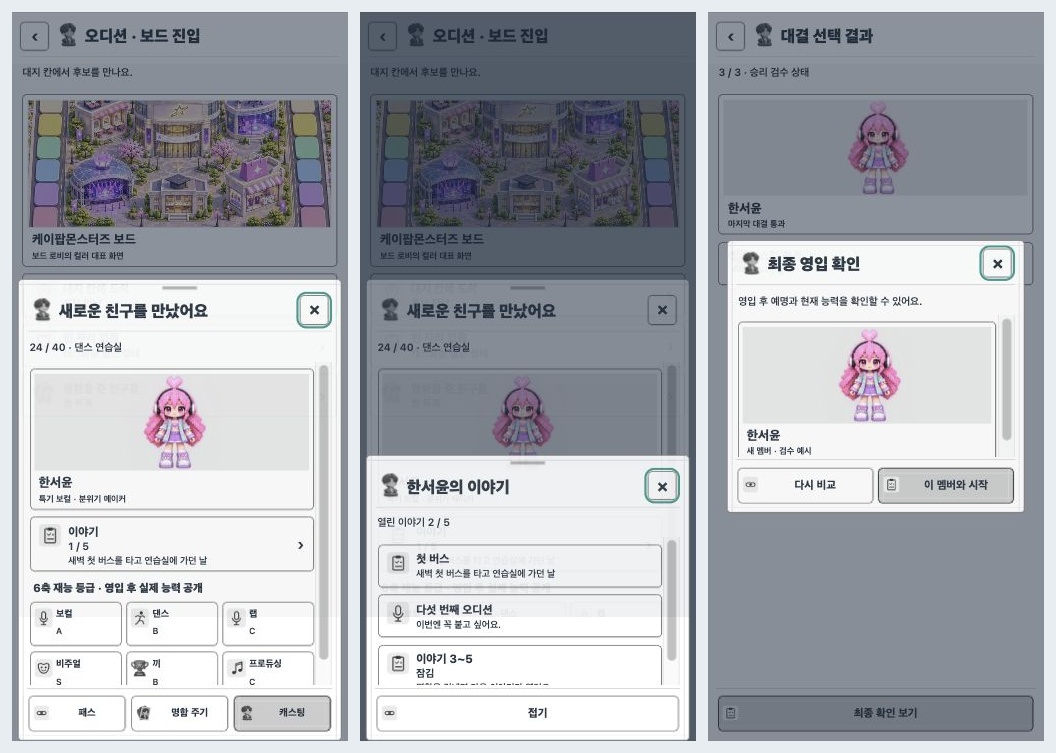 오디션 · 보드 진입
대지 칸에서 후보를 만나요.
케이팝몬스터즈 보드
보드 로비의 컬러 대표 화면
새로운 친구를 만났어요
24 / 40 · 댄스 연습실
한서윤
특기 보컬 · 분위기 메이커
이야기
1 / 5
새벽 첫 버스를 타고 연습실에 가던 날
6축 재능 등급 · 영입 후 실제 능력 공개
보컬
A
댄스
B
랩
C
비주얼
S
끼
B
프로듀싱
C
패스
명함 주기
캐스팅
오디션 · 보드 진입
대지 칸에서 후보를 만나요.
케이팝몬스터즈 보드
보드 로비의 컬러 대표 화면
새로운 친구를 만났어요
24 / 40 · 댄스 연습실
한서윤의 이야기
열린 이야기 2 / 5
첫 버스
새벽 첫 버스를 타고 연습실에 가던 날
다섯 번째 오디션
이번엔 꼭 붙고 싶어요.
이야기 3~5
잠김
접기
대결 선택 결과
3 / 3 · 승리 검수 상태
한서윤
마지막 대결 통과
최종 영입 확인
영입 후 예명과 현재 능력을 확인할 수 있어요.
한서윤
새 멤버 · 검수 예시
다시 비교
이 멤버와 시작
최종 확인 보기